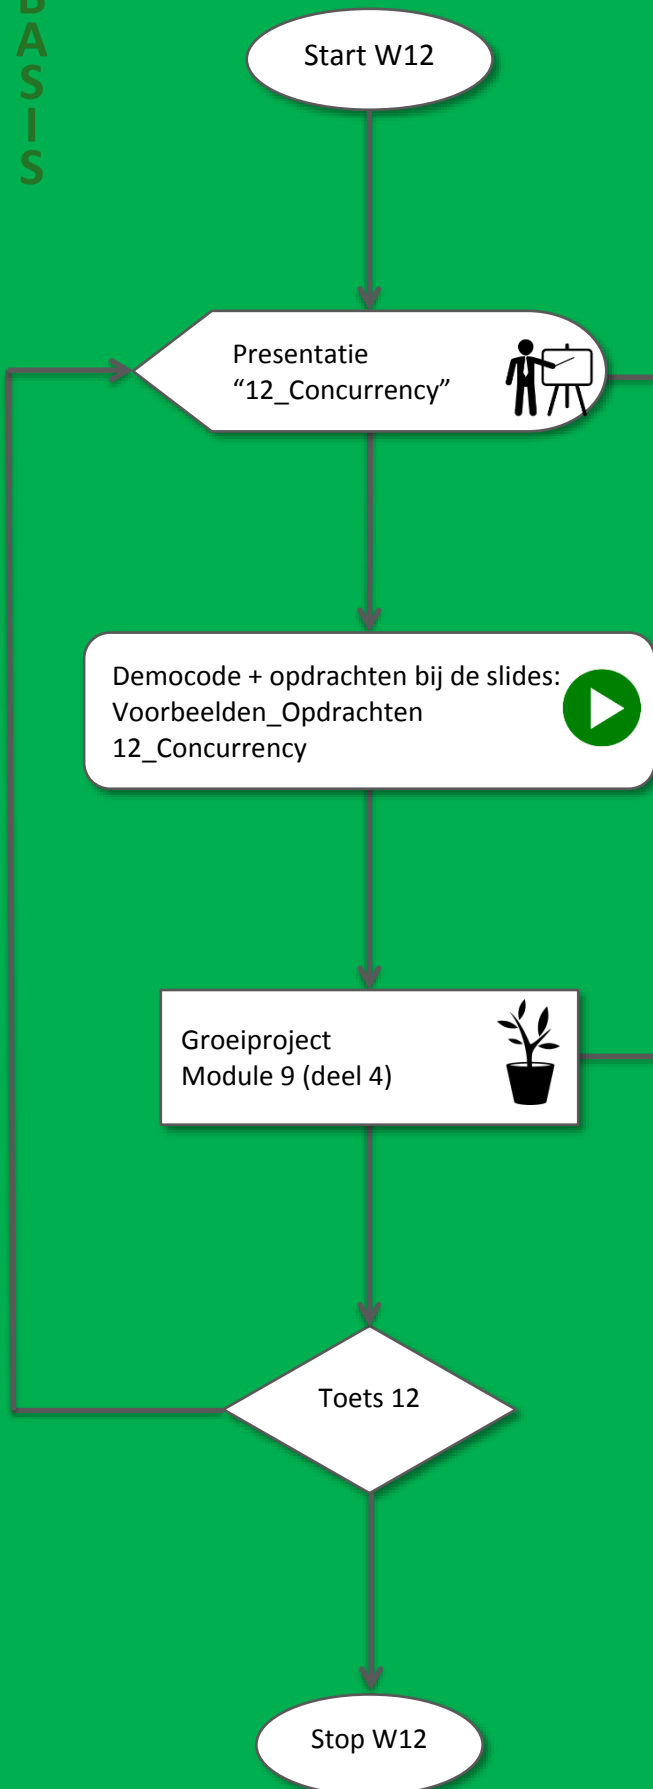 BASIS
Start W12
Presentatie
“12_Concurrency”
Democode + opdrachten bij de slides:
Voorbeelden_Opdrachten
12_Concurrency
Groeiproject
Module 9 (deel 4)
Toets 12
Stop W12